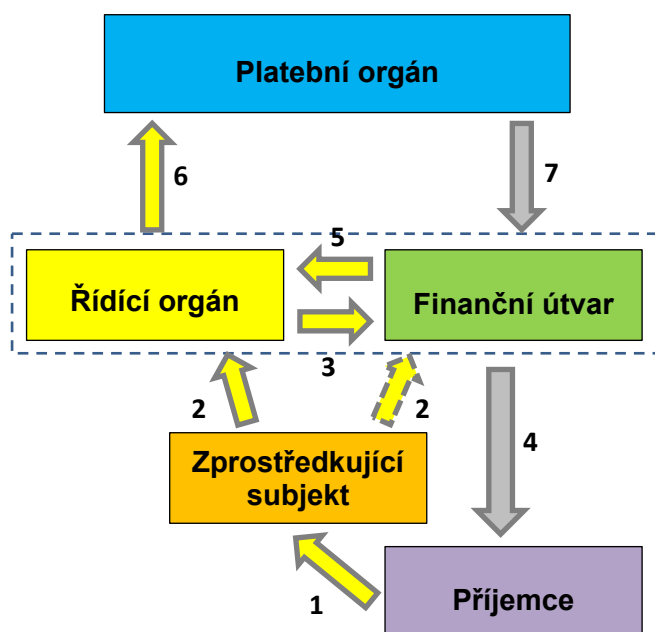 Platební orgán
6
7
5
Řídící orgán
Finanční útvar
3
2
2
4
Zprostředkující
subjekt
1
Příjemce